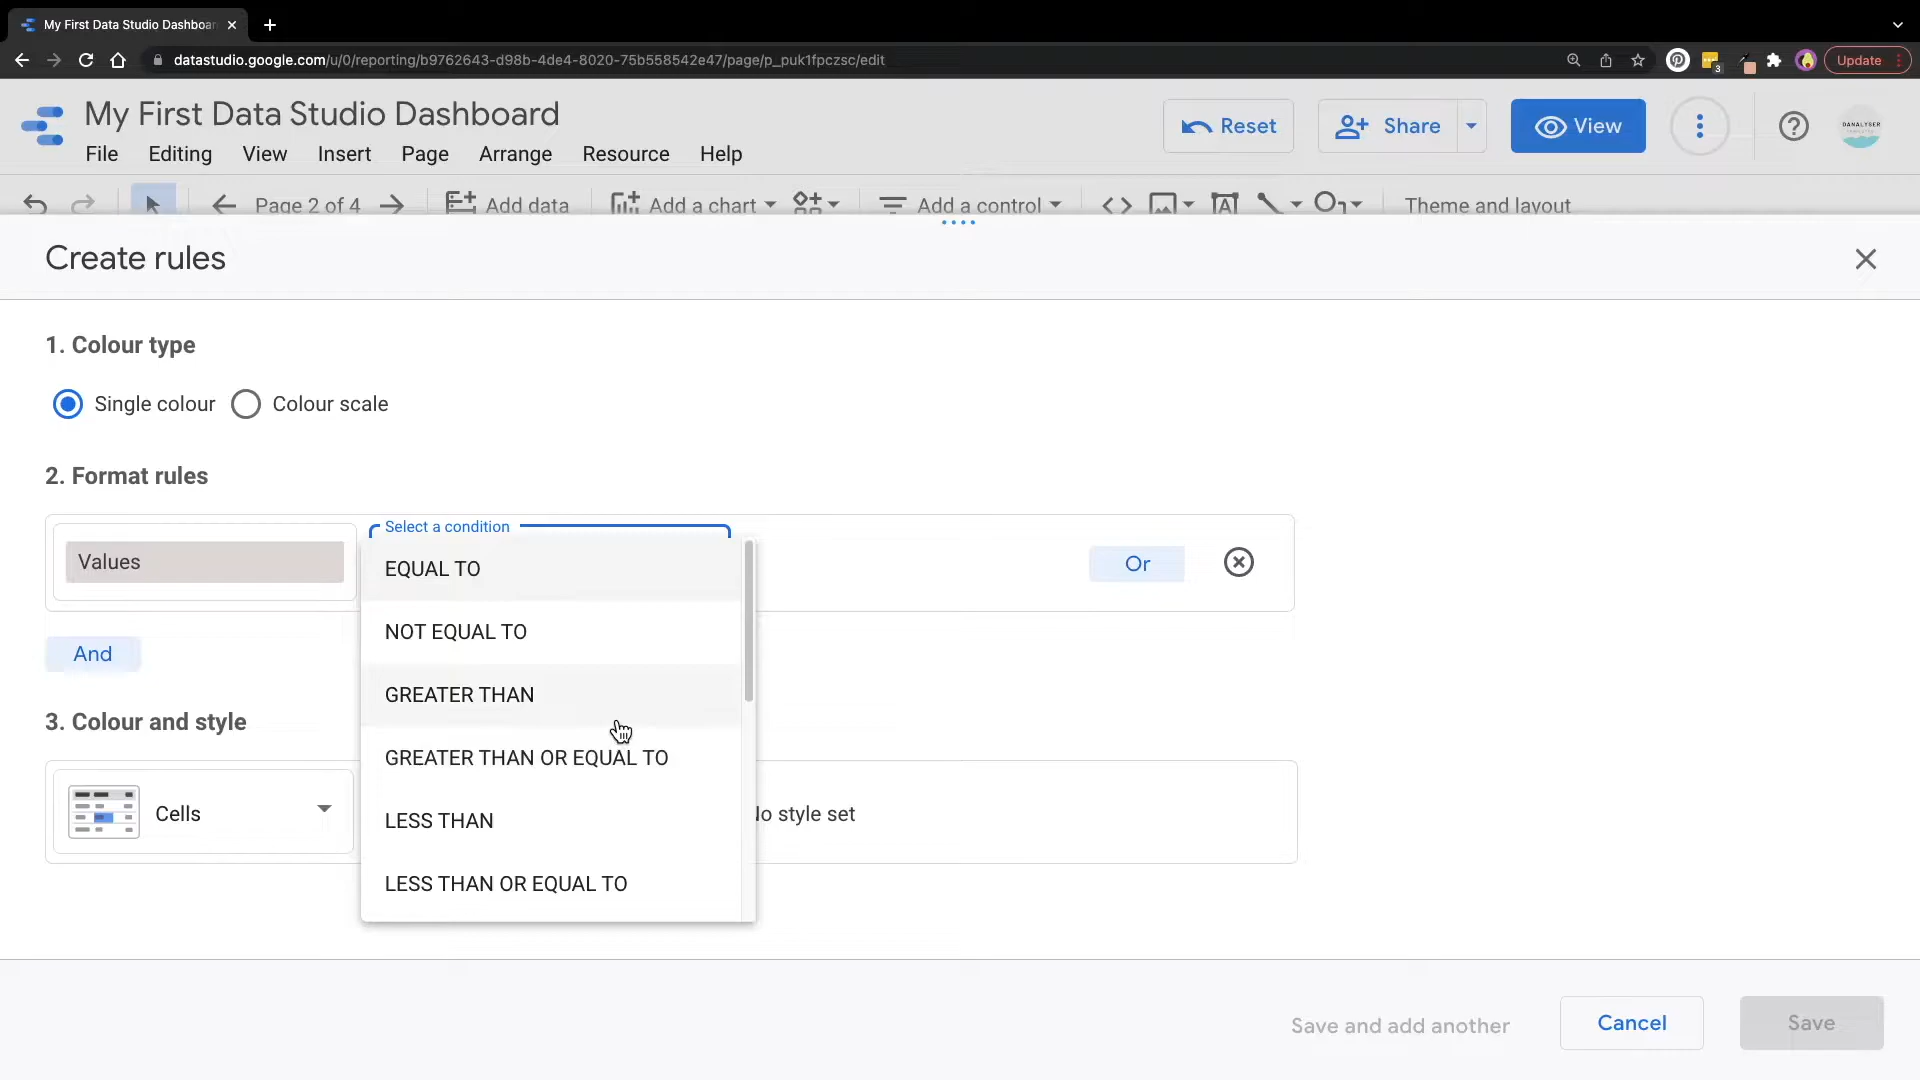 My First Data Studio Dashboar
datastudio.google.com/u/0/reporting/b9762643-d98b-4de4-8020-75b558542e47/page/p_puk1fpczsc/edit
3
Update
My First Data Studio Dashboard
Reset
Share
View
DANALYSER
File Editing View Insert Page Arrange Resource Help
Page 2 of 4
Add data
Add a chart
Add a control
Theme and layout
Create rules
1. Colour type
Single colour
Colour scale
2. Format rules
Values
Select a condition
EQUAL TO
NOT EQUAL TO
GREATER THAN
GREATER THAN OR EQUAL TO
LESS THAN
LESS THAN OR EQUAL TO
Or
And
3. Colour and style
Cells
No style set
Save and add another
Cancel
Save